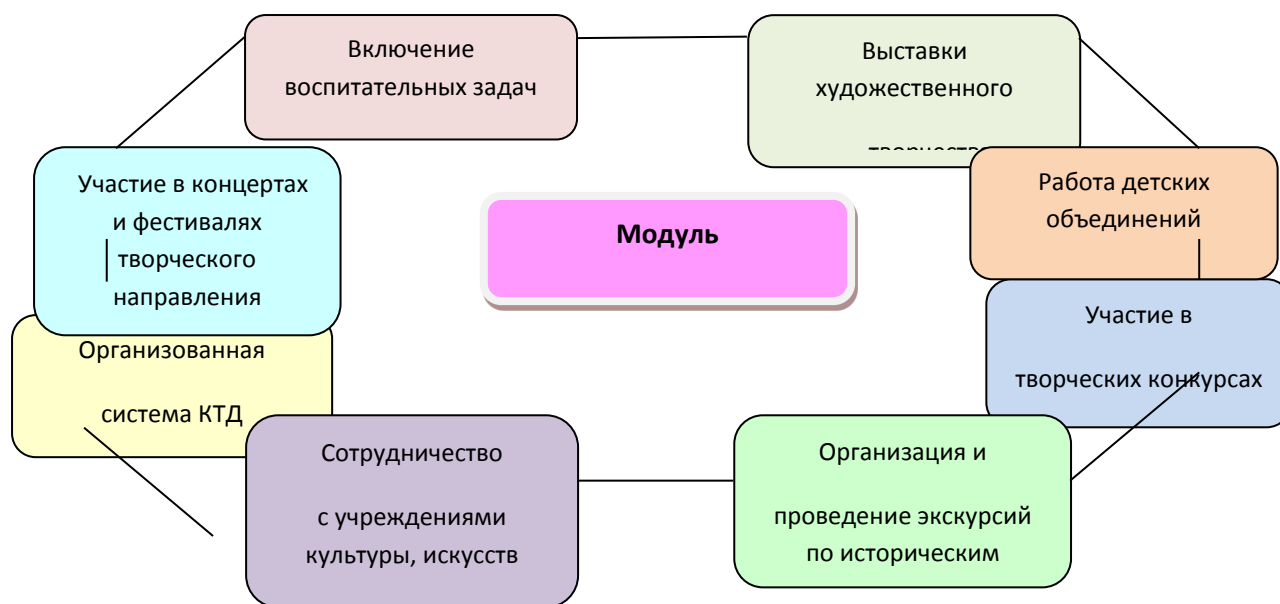 Включение
воспитательных задач
Выставки
художественного
Участие в концертах
и фестивалях
творческого
направления
Модуль
Работа детских
объединений
Организованная
система КТД
Участие в
творческих конкурсах
Сотрудничество
с учреждениями
культуры, искусств
Организация и
проведение экскурсий
по историческим